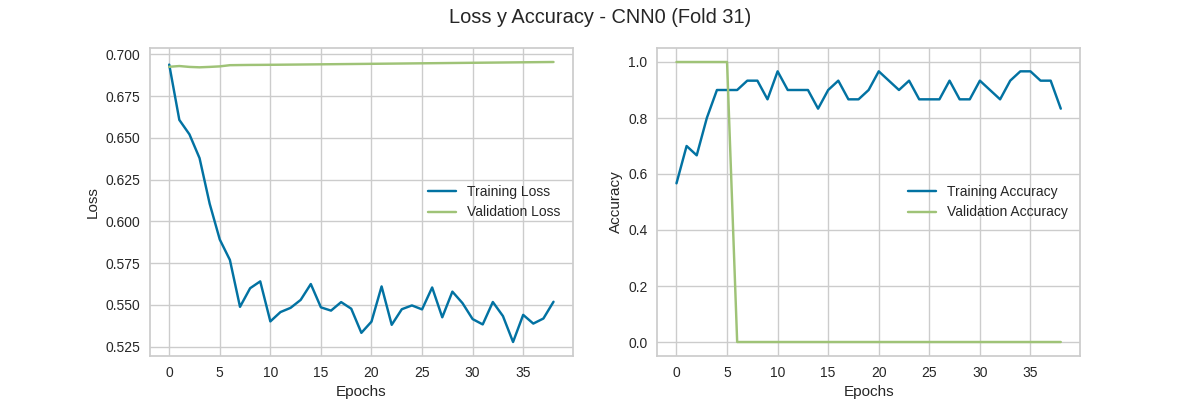 Loss y Accuracy - CNN0 (Fold 31)
0.700
0.675
0.650
0.625
0.600
0.575
0.550
0.525
Loss
Training Loss
Validation Loss
0 5 10 15 20 25 30 35
Epochs
1.0
0.8
0.6
0.4
0.2
0.0
Accuracy
Training Accuracy
Validation Accuracy
0 5 10 15 20 25 30 35
Epochs